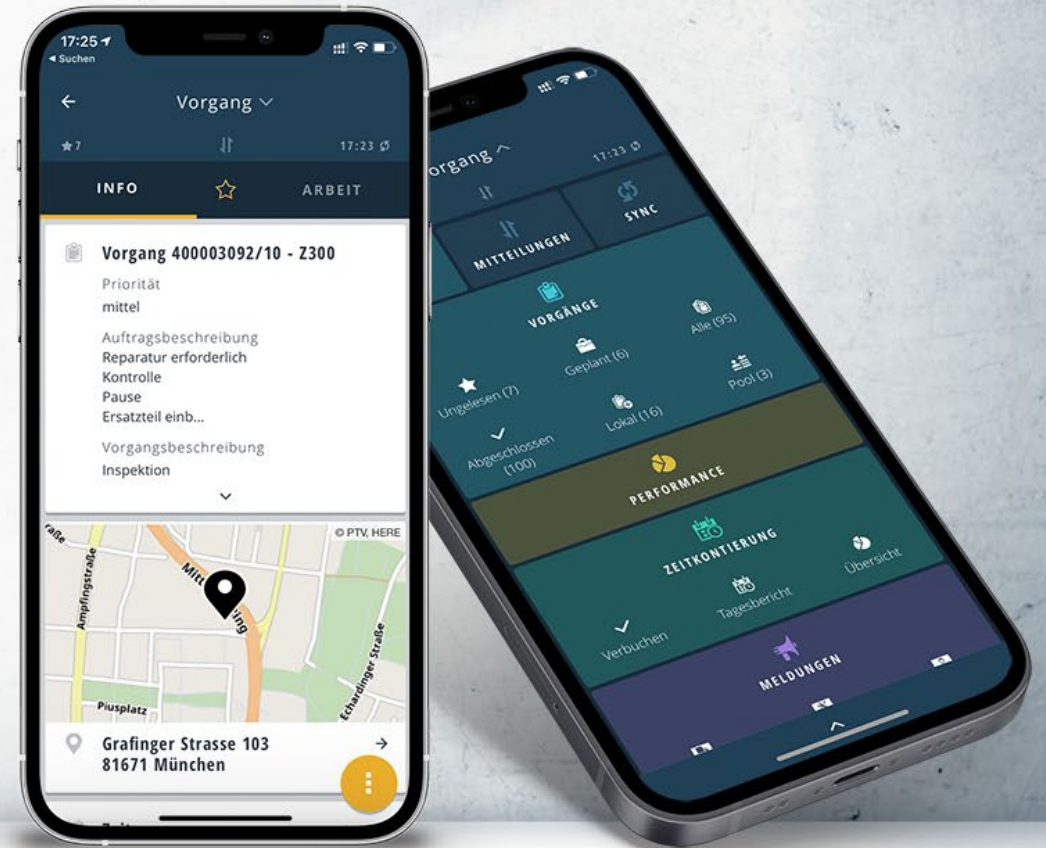 17:25
Suchen
Vorgang
7
17:23
INFO
ARBEIT
Vorgang 400003092/10 - Z300
Priorität
mittel
Auftragsbeschreibung
Reparatur erforderlich
Kontrolle
Pause
Ersatzteil einb...
Vorgangsbeschreibung
Inspektion
© PTV, HERE
Ampfingstraße
Piusplatz
Echardinger Straße
Grafinger Strasse 103
81671 München
organg
17:23
MITTEILUNGEN
SYNC
VORGÄNGE
Ungelesen (7)
Geplant (6)
Alle (95)
Abgeschlossen
(100)
Lokal (16)
Pool (3)
PERFORMANCE
ZEITKONTIERUNG
Verbuchen
Tagesbericht
Übersicht
MELDUNGEN